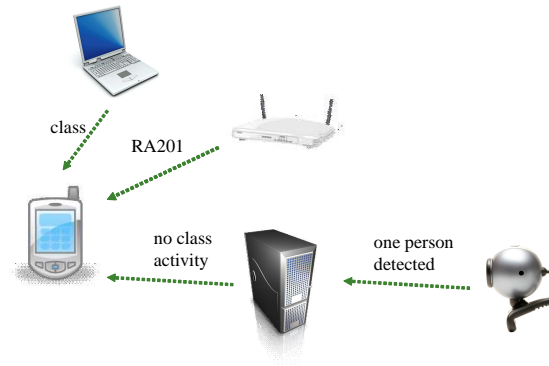 class
RA201
no class
activity
one person
detected